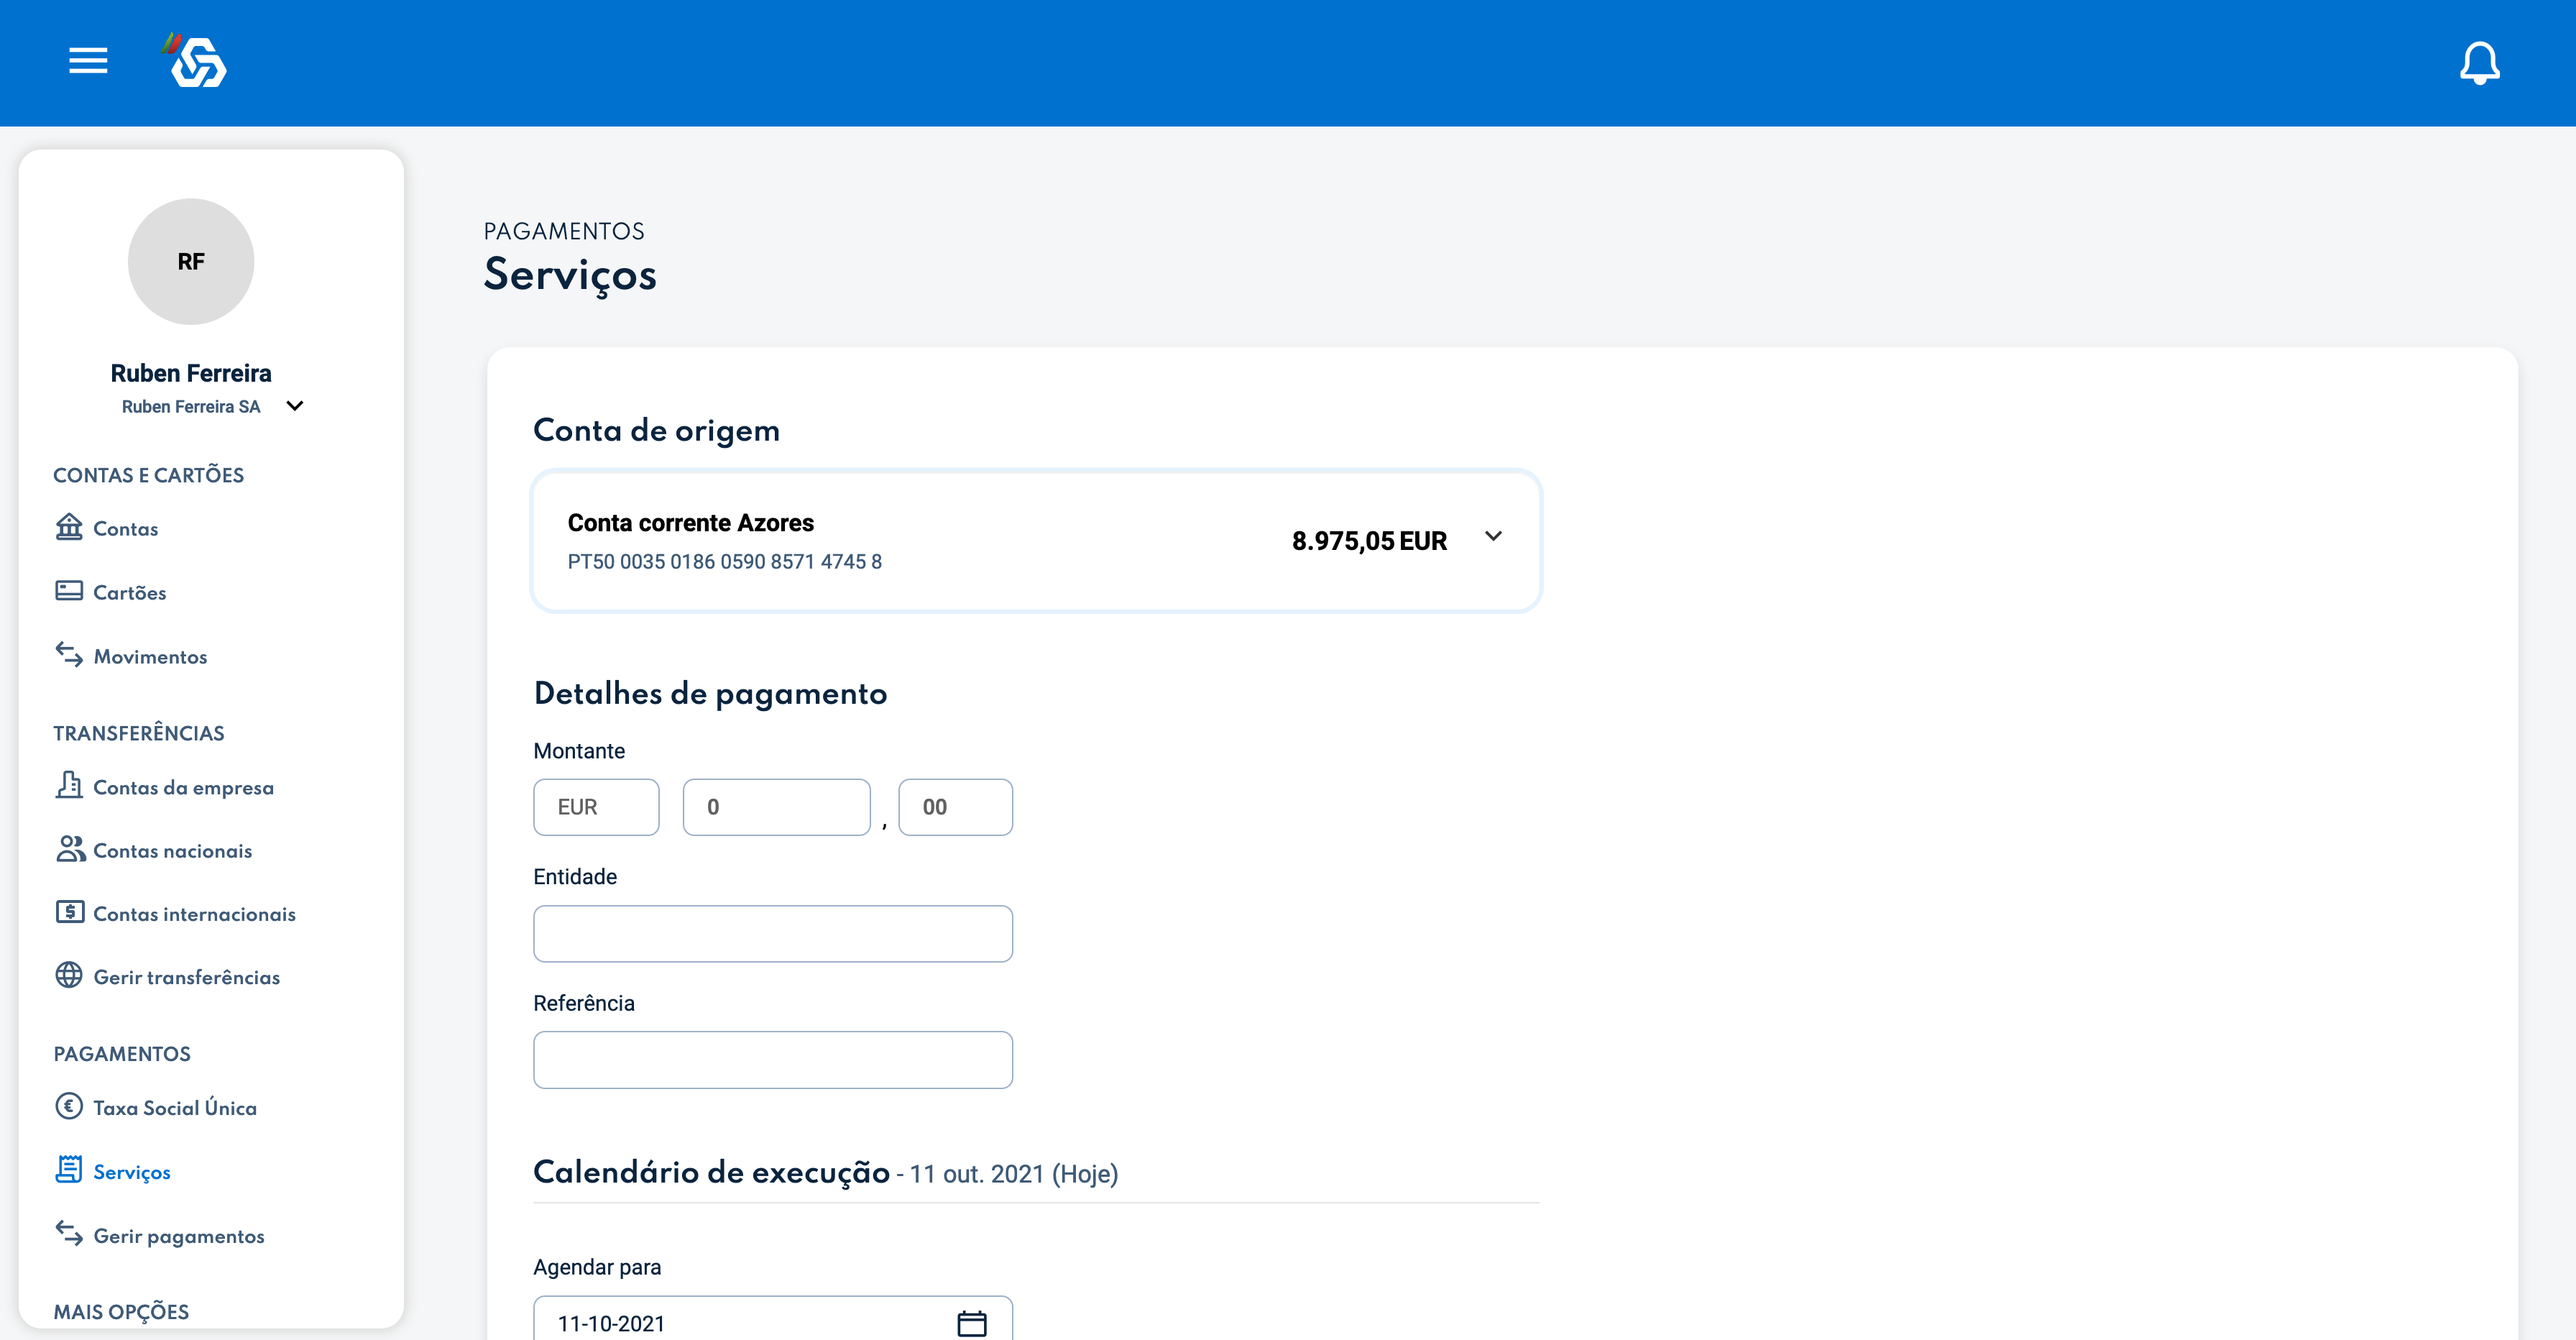 RF
Ruben Ferreira
Ruben Ferreira SA
CONTAS E CARTÕES
Contas
Cartões
Movimentos
TRANSFERÊNCIAS
Contas da empresa
Contas nacionais
Contas internacionais
Gerir transferências
PAGAMENTOS
Taxa Social Única
Serviços
Gerir pagamentos
MAIS OPÇÕES
PAGAMENTOS
Serviços
Conta de origem
Conta corrente Azores
PT50 0035 0186 0590 8571 4745 8
8.975,05 EUR
Detalhes de pagamento
Montante
EUR 0 , 00
Entidade
Referência
Calendário de execução - 11 out. 2021 (Hoje)
Agendar para
11-10-2021